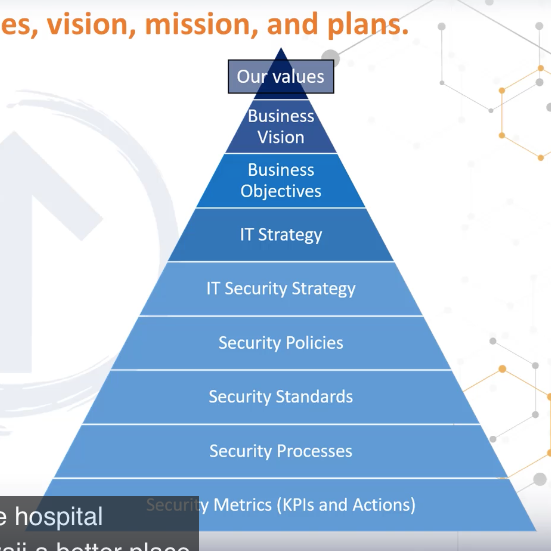 es, vision, mission, and plans.
Our values
Business
Vision
Business
Objectives
IT Strategy
IT Security Strategy
Security Policies
Security Standards
Security Processes
Security Metrics (KPIs and Actions)
e hospital
aii a better place